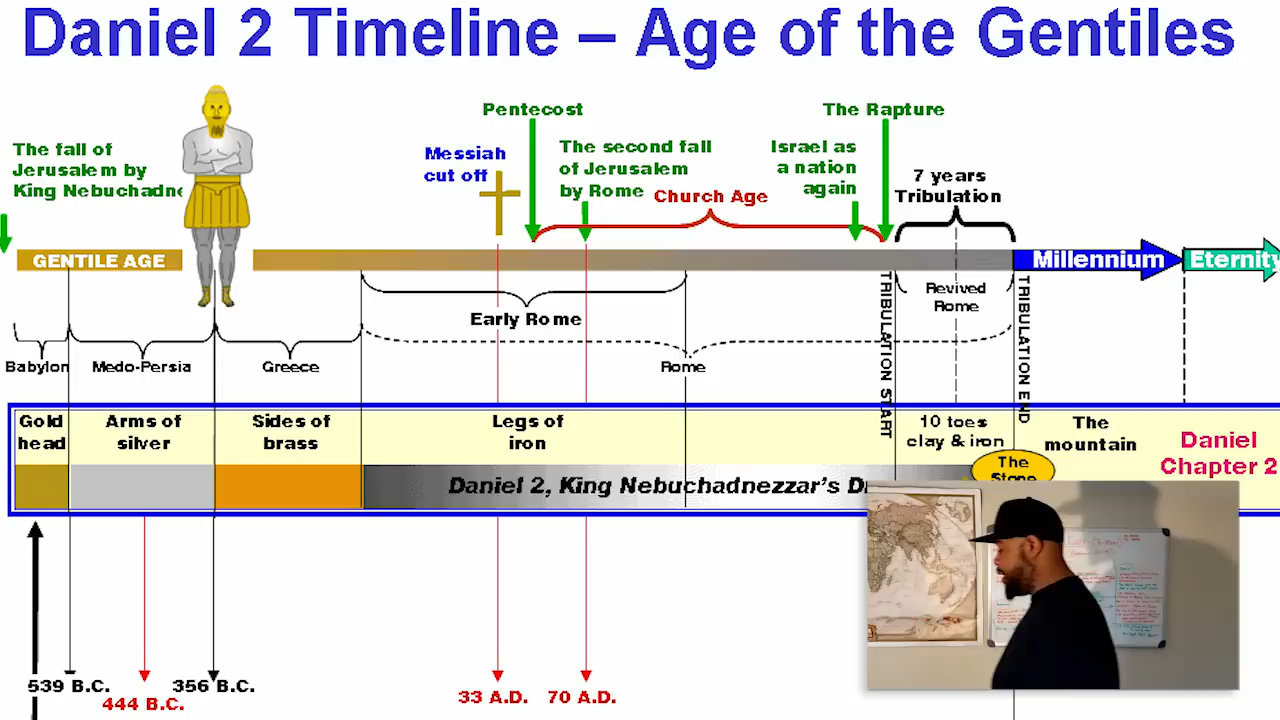 Daniel 2 Timeline – Age of the Gentiles
Pentecost
The Rapture
The fall of
Jerusalem by
King Nebuchadne
Messiah
cut off
The second fall
of Jerusalem
by Rome
Church Age
Israel as
a nation
again
7 years
Tribulation
GENTILE AGE
Millennium
Eternity
Early Rome
Revived
Rome
TRIBULATION START
TRIBULATION END
Babylon
Medo-Persia
Greece
Rome
Gold
head
Arms of
silver
Sides of
brass
Legs of
iron
10 toes
clay & iron
The
mountain
Daniel
Chapter 2
The
Stone
Daniel 2, King Nebuchadnezzar's D
539 B.C.
444 B.C.
356 B.C.
33 A.D.
70 A.D.